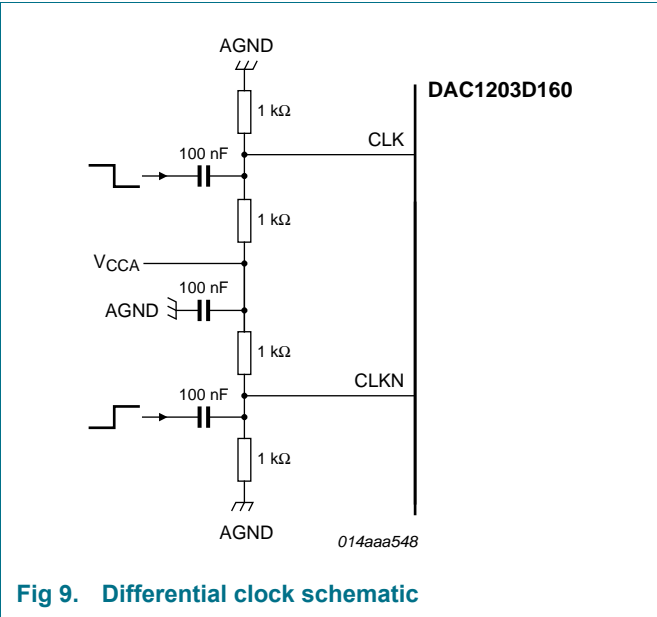 AGND
DAC1203D160
1 kΩ
CLK
100 nF
1 kΩ
VCCA
100 nF
AGND
1 kΩ
CLKN
100 nF
1 kΩ
AGND
014aaa548
Fig 9. Differential clock schematic